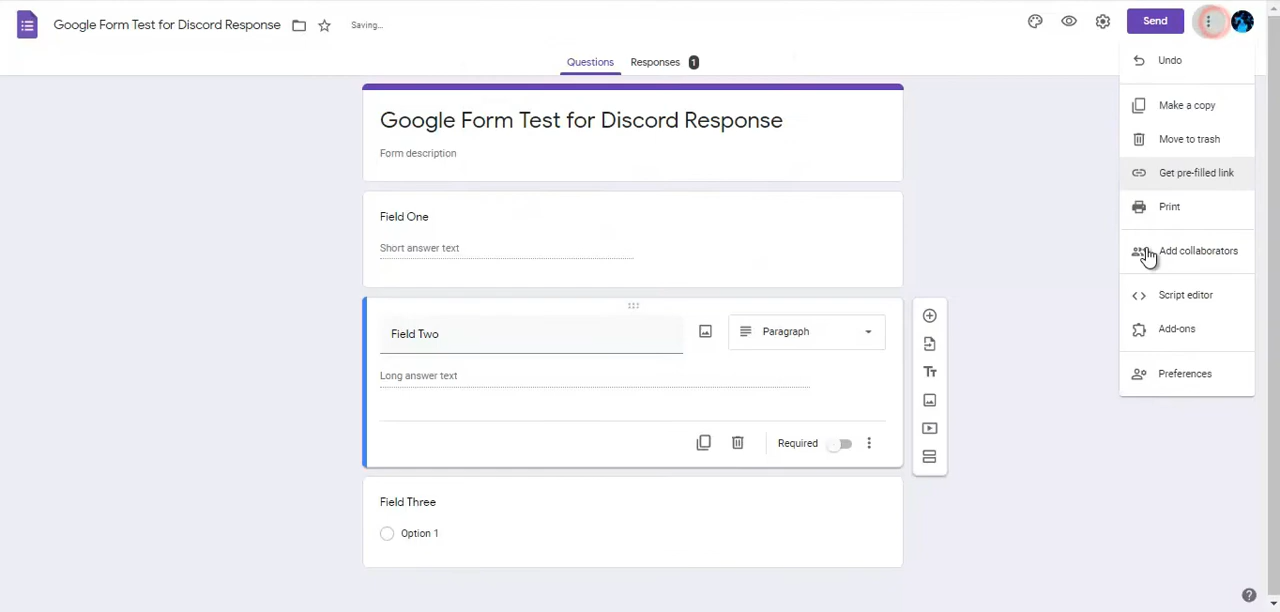 Google Form Test for Discord Response
Saving...
Send
Questions
Responses 1
Undo
Make a copy
Move to trash
Get pre-filled link
Print
Add collaborators
Script editor
Add-ons
Preferences
Google Form Test for Discord Response
Form description
Field One
Short answer text
Field Two
Paragraph
Long answer text
Required
Field Three
Option 1